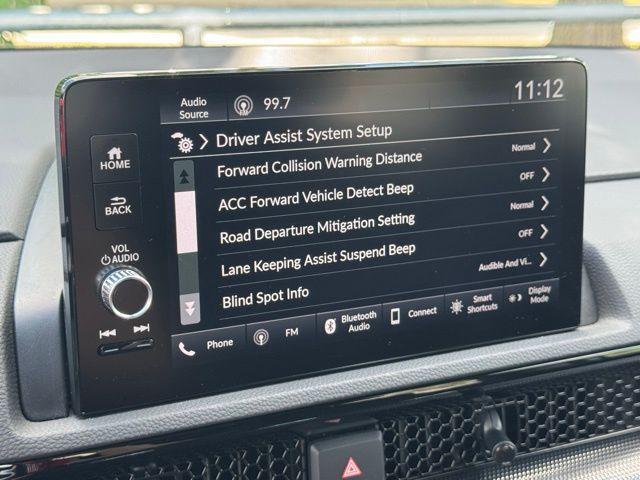 Audio
Source
99.7
11:12
HOME
Driver Assist System Setup
Forward Collision Warning Distance
Normal
ACC Forward Vehicle Detect Beep
OFF
BACK
Road Departure Mitigation Setting
Normal
Lane Keeping Assist Suspend Beep
OFF
VOL
AUDIO
Blind Spot Info
Audible And Vi...
Phone
FM
Bluetooth
Audio
Connect
Smart
Shortcuts
Display
Mode